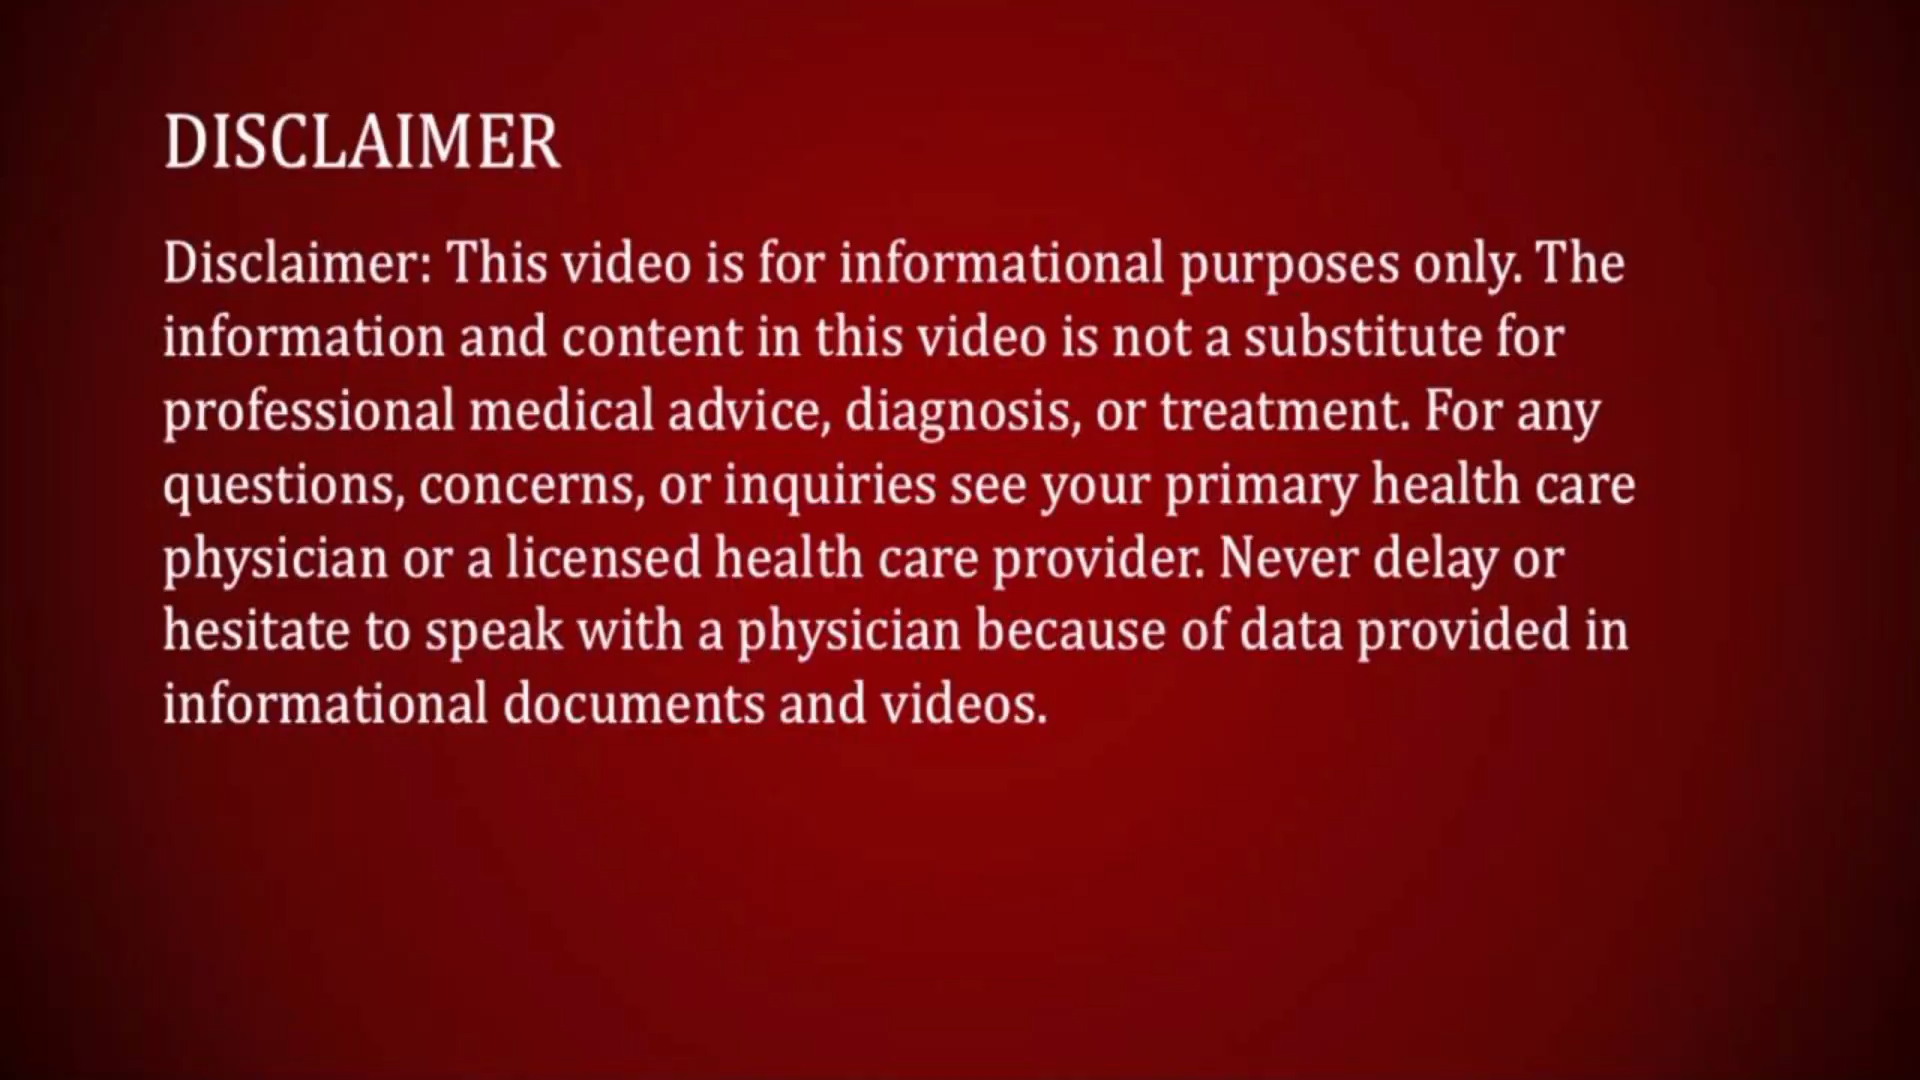 DISCLAIMER
Disclaimer: This video is for informational purposes only. The
information and content in this video is not a substitute for
professional medical advice, diagnosis, or treatment. For any
questions, concerns, or inquiries see your primary health care
physician or a licensed health care provider. Never delay or
hesitate to speak with a physician because of data provided in
informational documents and videos.